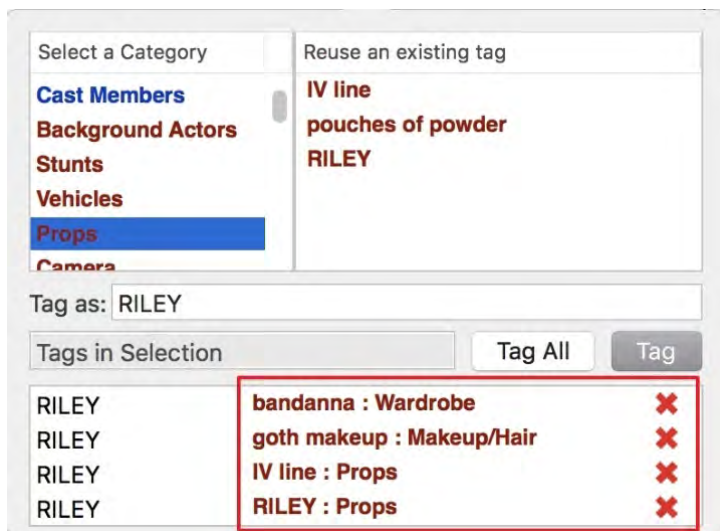 Select a Category
Reuse an existing tag
Cast Members
Background Actors
Stunts
Vehicles
Props
Camera
IV line
pouches of powder
RILEY
Tag as: RILEY
Tags in Selection
Tag All
Tag
RILEY bandanna : Wardrobe
RILEY goth makeup : Makeup/Hair
RILEY IV line : Props
RILEY RILEY : Props